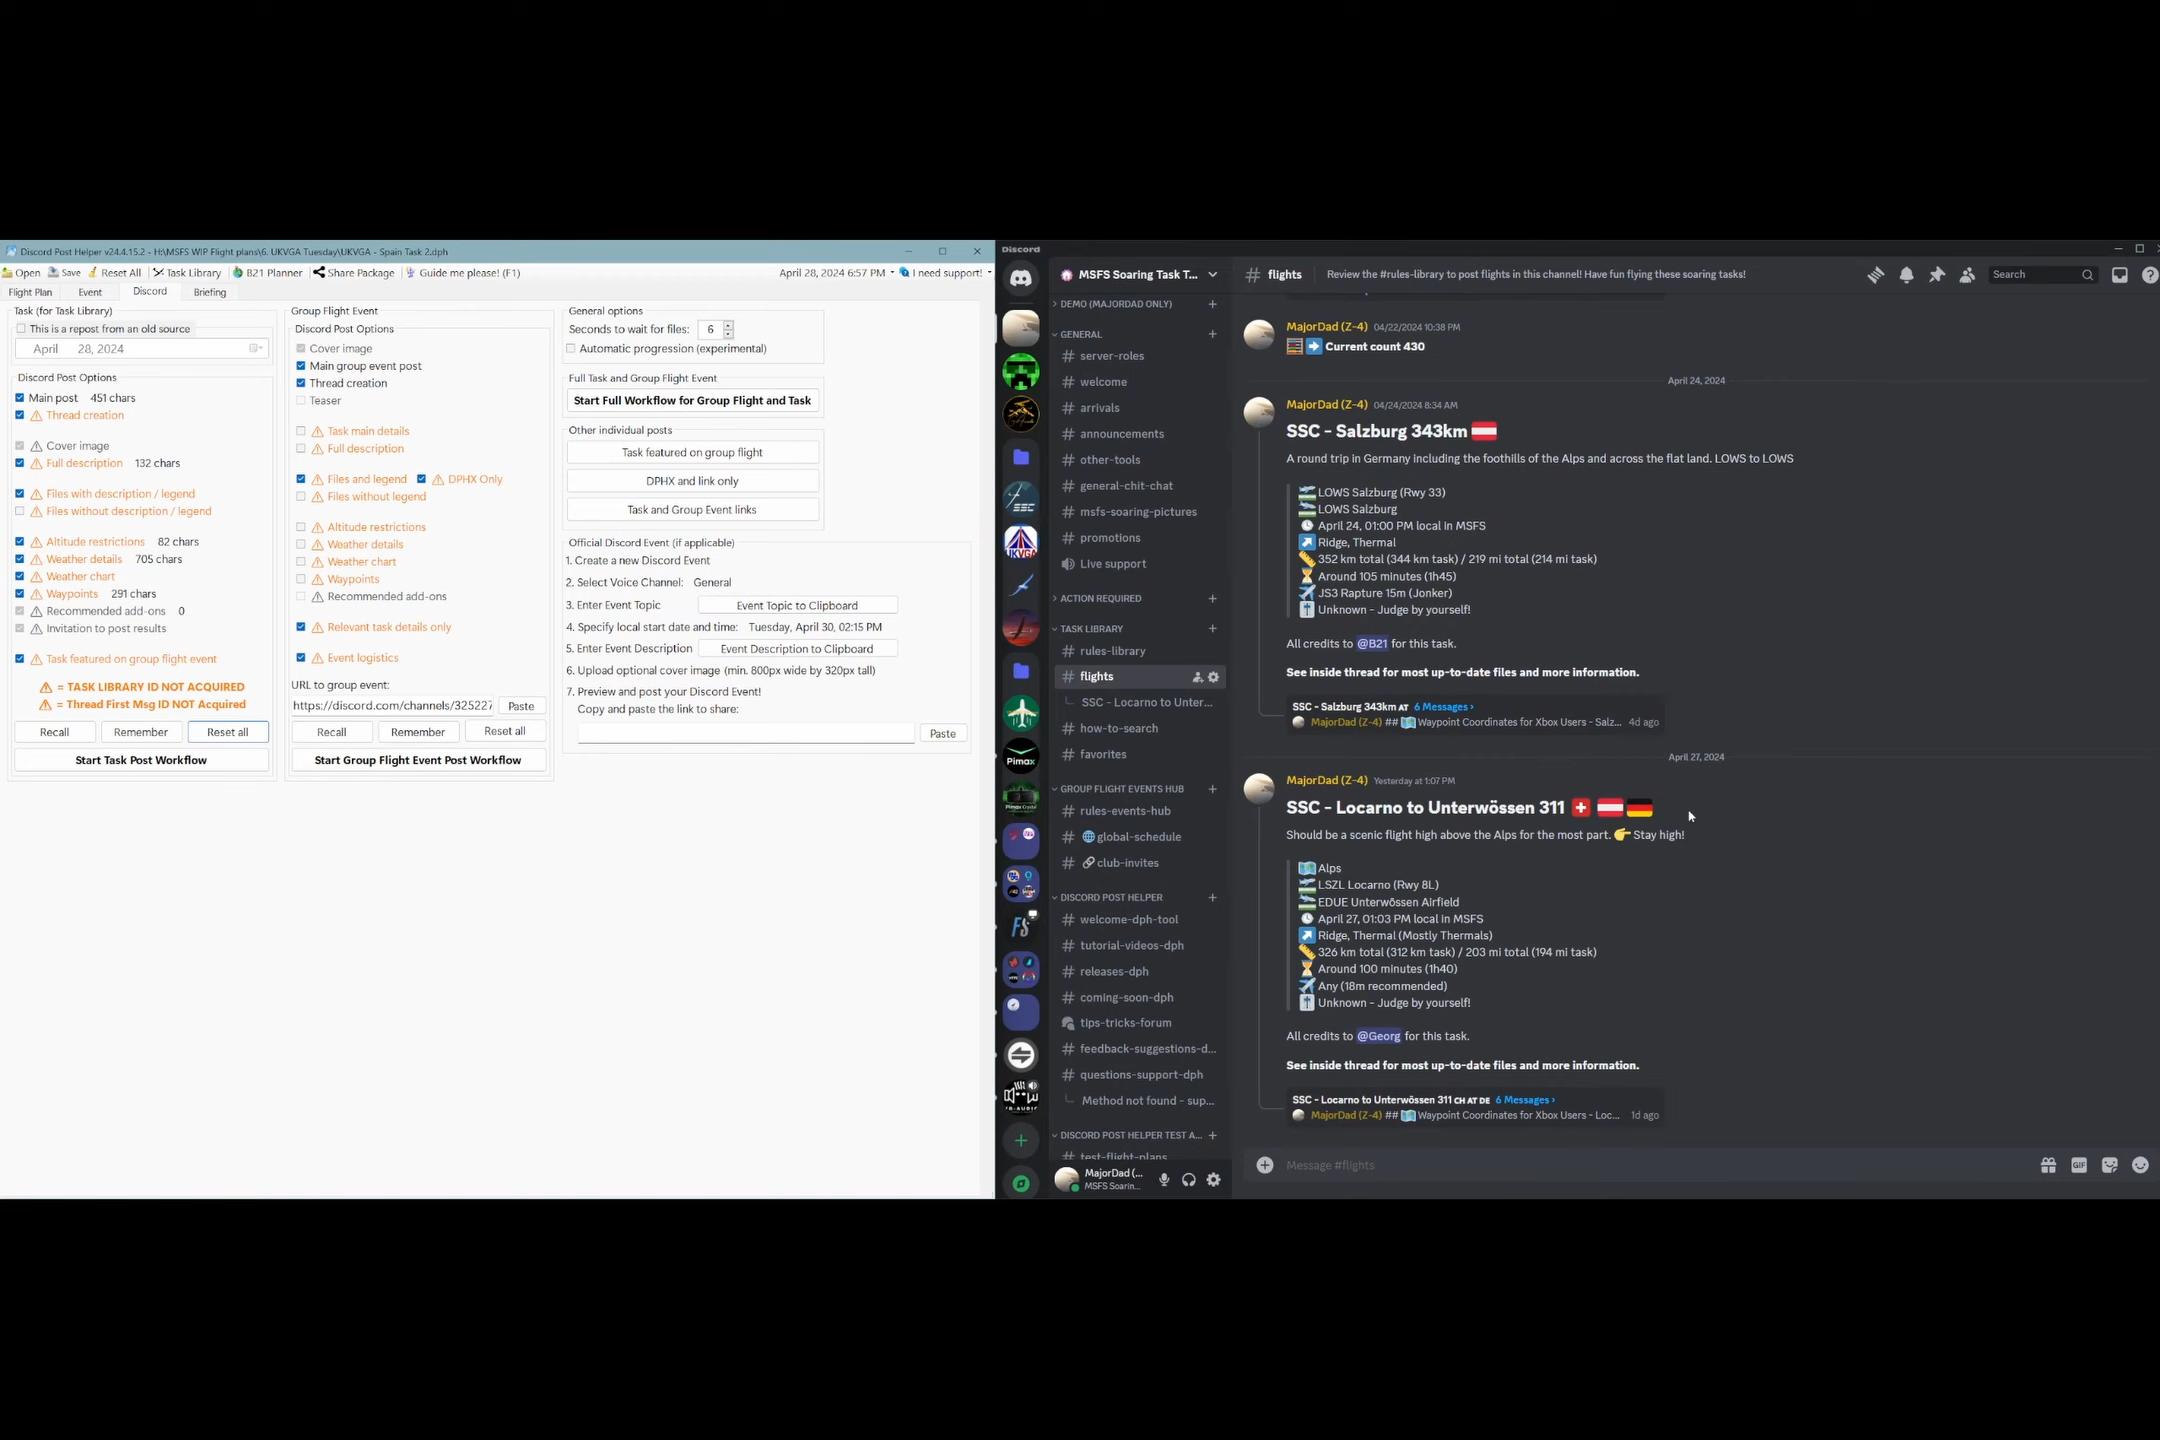 Discord Post Helper v24.4.15.2 - H:\MSFS WIP Flight plans\6. UKVGA Tuesday\UKVGA - Spain Task 2.dph
Open Save Reset All Task Library B21 Planner Share Package Guide me please! (F1) April 28, 2024 6:57 PM I need support!
Flight Plan Event Discord Briefing
Task (for Task Library)
This is a repost from an old source
April 28, 2024
Discord Post Options
Main post 451 chars
Thread creation
Cover image
Full description 132 chars
Files with description / legend
Files without description / legend
Altitude restrictions 82 chars
Weather details 705 chars
Weather chart
Waypoints 291 chars
Recommended add-ons 0
Invitation to post results
Task featured on group flight event
= TASK LIBRARY ID NOT ACQUIRED
= Thread First Msg ID NOT Acquired
Recall Remember Reset all
Start Task Post Workflow
Group Flight Event
Discord Post Options
Cover image
Main group event post
Thread creation
Teaser
Task main details
Full description
Files and legend DPHX Only
Files without legend
Altitude restrictions
Weather details
Weather chart
Waypoints
Recommended add-ons
Relevant task details only
Event logistics
URL to group event:
https://discord.com/channels/325227 Paste
Recall Remember Reset all
Start Group Flight Event Post Workflow
General options
Seconds to wait for files: 6
Automatic progression (experimental)
Full Task and Group Flight Event
Start Full Workflow for Group Flight and Task
Other individual posts
Task featured on group flight
DPHX and link only
Task and Group Event links
Official Discord Event (if applicable)
1. Create a new Discord Event
2. Select Voice Channel: General
3. Enter Event Topic Event Topic to Clipboard
4. Specify local start date and time: Tuesday, April 30, 02:15 PM
5. Enter Event Description Event Description to Clipboard
6. Upload optional cover image (min. 800px wide by 320px tall)
7. Preview and post your Discord Event!
Copy and paste the link to share:
Paste
Discord
MSFS Soaring Task T...
DEMO (MAJORDAD ONLY)
GENERAL
server-roles
welcome
arrivals
announcements
other-tools
general-chit-chat
msfs-soaring-pictures
promotions
Live support
ACTION REQUIRED
TASK LIBRARY
rules-library
flights
SSC - Locarno to Unter...
how-to-search
favorites
GROUP FLIGHT EVENTS HUB
rules-events-hub
global-schedule
club-invites
DISCORD POST HELPER
welcome-dph-tool
tutorial-videos-dph
releases-dph
coming-soon-dph
tips-tricks-forum
feedback-suggestions-d...
questions-support-dph
Method not found - sup...
DISCORD POST HELPER TEST A...
test-flight-plans
MajorDad (...
MSFS Soarin...
SSC
UKVGA
Pimax
FS
# flights Review the #rules-library to post flights in this channel! Have fun flying these soaring tasks! Search
MajorDad (Z-4) 04/22/2024 10:38 PM
Current count 430
April 24, 2024
MajorDad (Z-4) 04/24/2024 8:34 AM
SSC - Salzburg 343km
A round trip in Germany including the foothills of the Alps and across the flat land. LOWS to LOWS
LOWS Salzburg (Rwy 33)
LOWS Salzburg
April 24, 01:00 PM local in MSFS
Ridge, Thermal
352 km total (344 km task) / 219 mi total (214 mi task)
Around 105 minutes (1h45)
JS3 Rapture 15m (Jonker)
Unknown - Judge by yourself!
All credits to @B21 for this task.
See inside thread for most up-to-date files and more information.
SSC - Salzburg 343km AT 6 Messages ›
MajorDad (Z-4) ## Waypoint Coordinates for Xbox Users - Salz... 4d ago
April 27, 2024
MajorDad (Z-4) Yesterday at 1:07 PM
SSC - Locarno to Unterwössen 311
Should be a scenic flight high above the Alps for the most part. Stay high!
Alps
LSZL Locarno (Rwy 8L)
EDUE Unterwössen Airfield
April 27, 01:03 PM local in MSFS
Ridge, Thermal (Mostly Thermals)
326 km total (312 km task) / 203 mi total (194 mi task)
Around 100 minutes (1h40)
Any (18m recommended)
Unknown - Judge by yourself!
All credits to @Georg for this task.
See inside thread for most up-to-date files and more information.
SSC - Locarno to Unterwössen 311 CH AT DE 6 Messages ›
MajorDad (Z-4) ## Waypoint Coordinates for Xbox Users - Loc... 1d ago
Message #flights
GIF